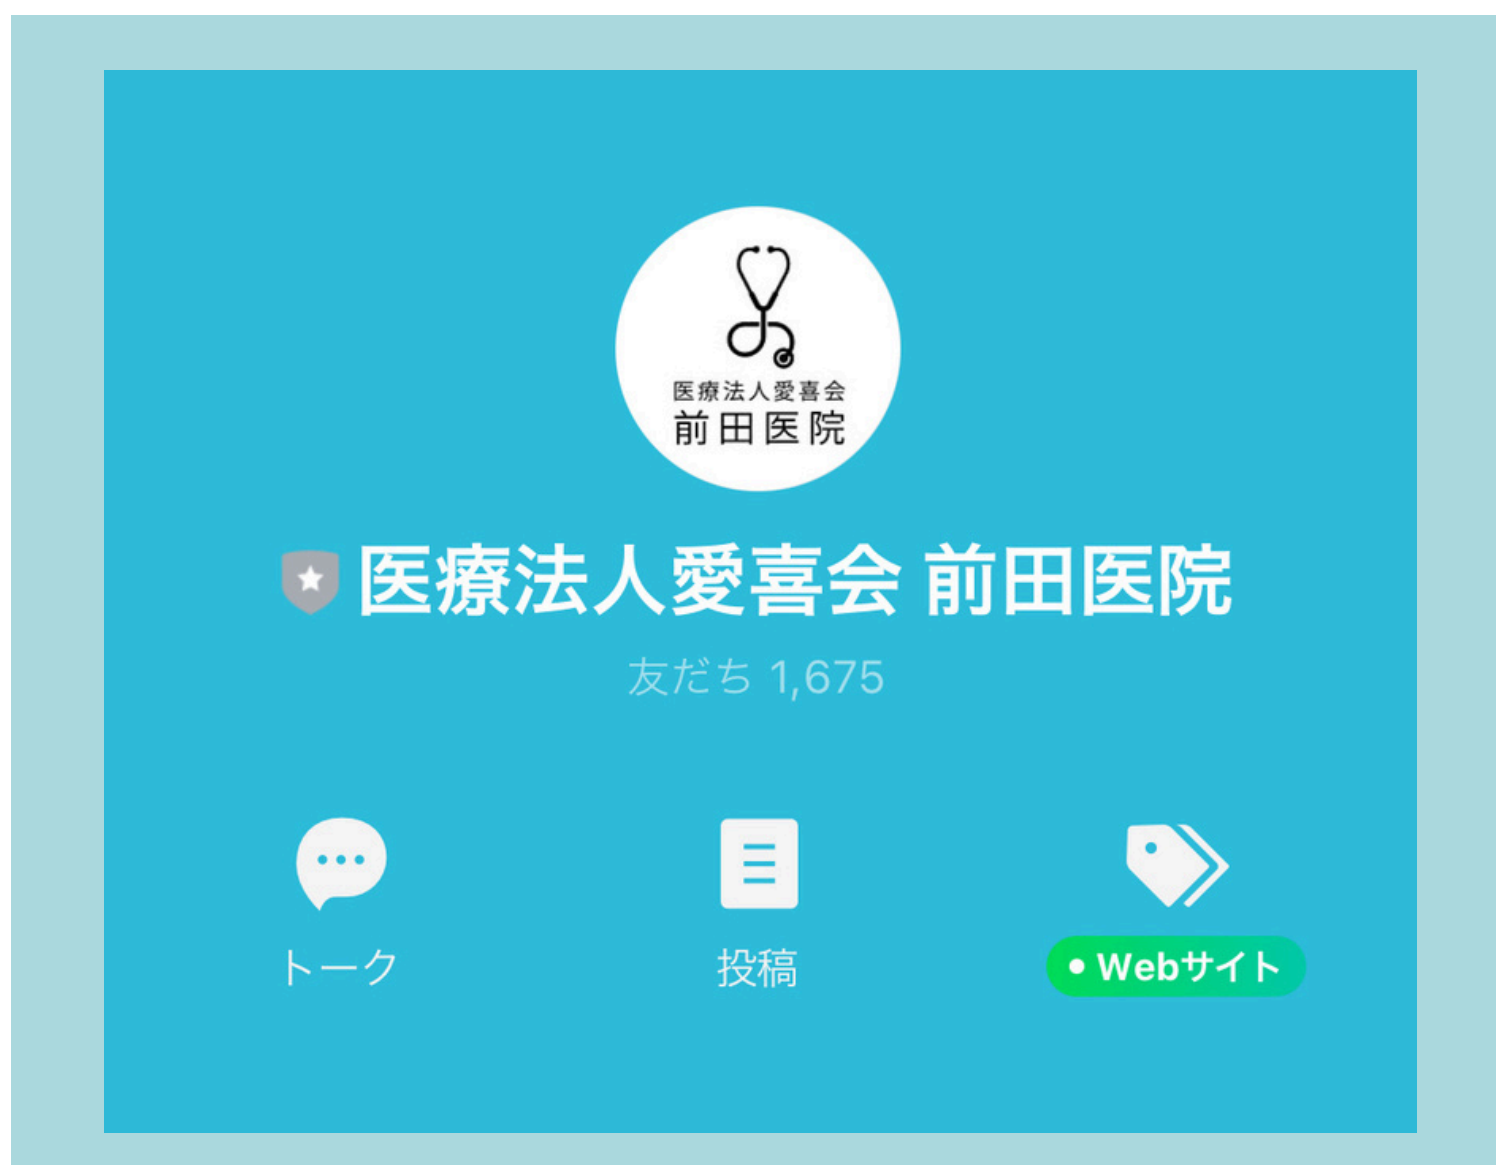 医療法人愛喜会
前田医院
医療法人愛喜会 前田医院
友だち 1,675
トーク
投稿
Webサイト